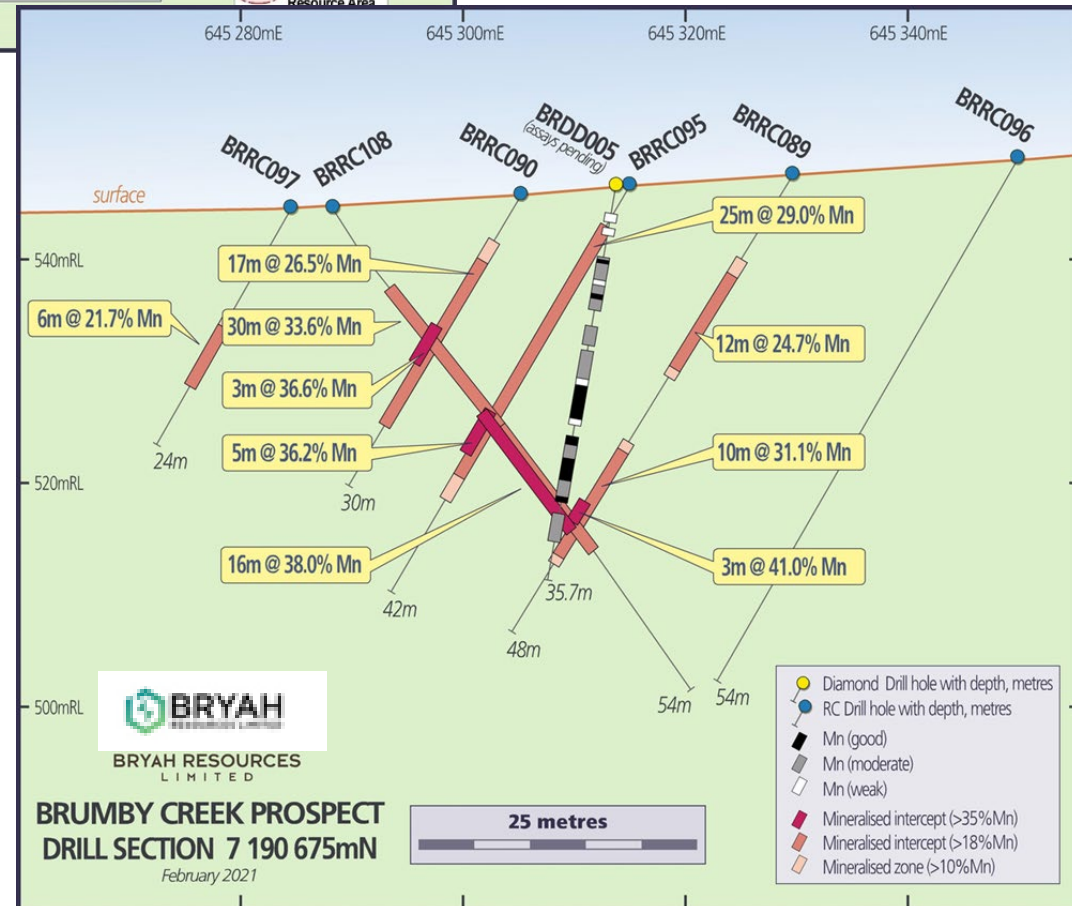 Resource Area
645 280mE
645 300mE
645 320mE
645 340mE
BRRC097
BRRC108
BRRC090
BRDD005
(assays pending)
BRRC095
BRRC089
BRRC096
surface
540mRL
520mRL
500mRL
25m @ 29.0% Mn
17m @ 26.5% Mn
6m @ 21.7% Mn
30m @ 33.6% Mn
12m @ 24.7% Mn
3m @ 36.6% Mn
5m @ 36.2% Mn
10m @ 31.1% Mn
16m @ 38.0% Mn
3m @ 41.0% Mn
24m
30m
42m
35.7m
48m
54m
54m
BRYAH
RESOURCES LIMITED
BRYAH RESOURCES
LIMITED
BRUMBY CREEK PROSPECT
DRILL SECTION 7 190 675mN
February 2021
25 metres
Diamond Drill hole with depth, metres
RC Drill hole with depth, metres
Mn (good)
Mn (moderate)
Mn (weak)
Mineralised intercept (>35%Mn)
Mineralised intercept (>18%Mn)
Mineralised zone (>10%Mn)